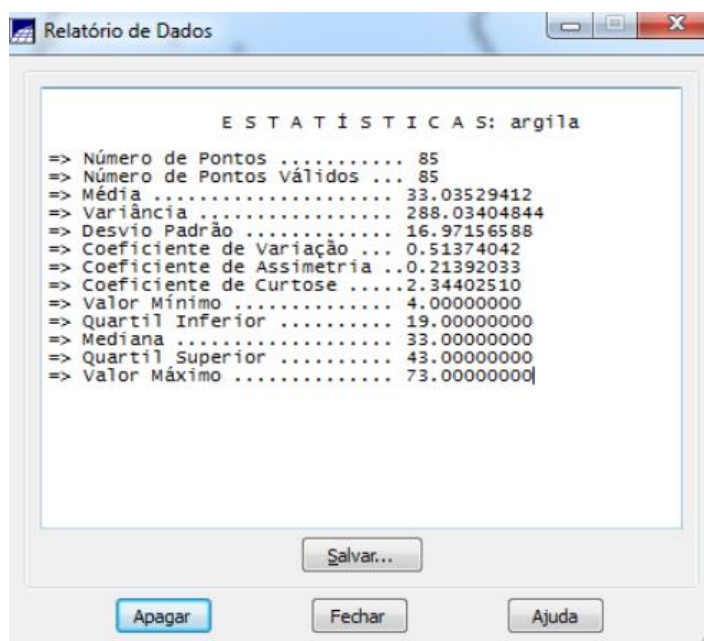 Relatório de Dados
E S T A T Í S T I C A S: argila
=> Número de Pontos ........... 85
=> Número de Pontos Válidos ... 85
=> Média ...................... 33.03529412
=> Variância .................. 288.03404844
=> Desvio Padrão .............. 16.97156588
=> Coeficiente de Variação ... 0.51374042
=> Coeficiente de Assimetria ..0.21392033
=> Coeficiente de Curtose .....2.34402510
=> Valor Mínimo ............... 4.00000000
=> Quartil Inferior .......... 19.00000000
=> Mediana .................... 33.00000000
=> Quartil Superior .......... 43.00000000
=> Valor Máximo .............. 73.00000000
Salvar...
Apagar Fechar Ajuda